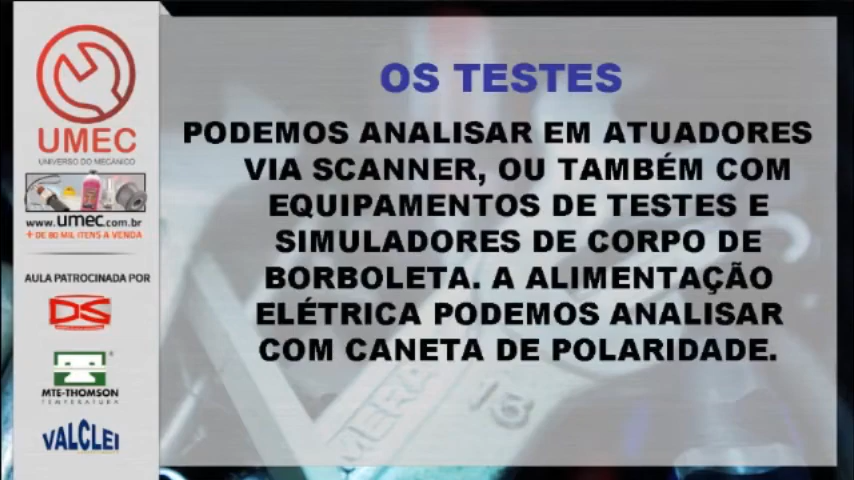 UMEC
UNIVERSO DO MECÂNICO
www.umec.com.br
+ DE 80 MIL ITENS A VENDA
AULA PATROCINADA POR
DS
MTE-THOMSON
TEMPERATURA
VALCLEI
OS TESTES
PODEMOS ANALISAR EM ATUADORES
VIA SCANNER, OU TAMBÉM COM
EQUIPAMENTOS DE TESTES E
SIMULADORES DE CORPO DE
BORBOLETA. A ALIMENTAÇÃO
ELÉTRICA PODEMOS ANALISAR
COM CANETA DE POLARIDADE.